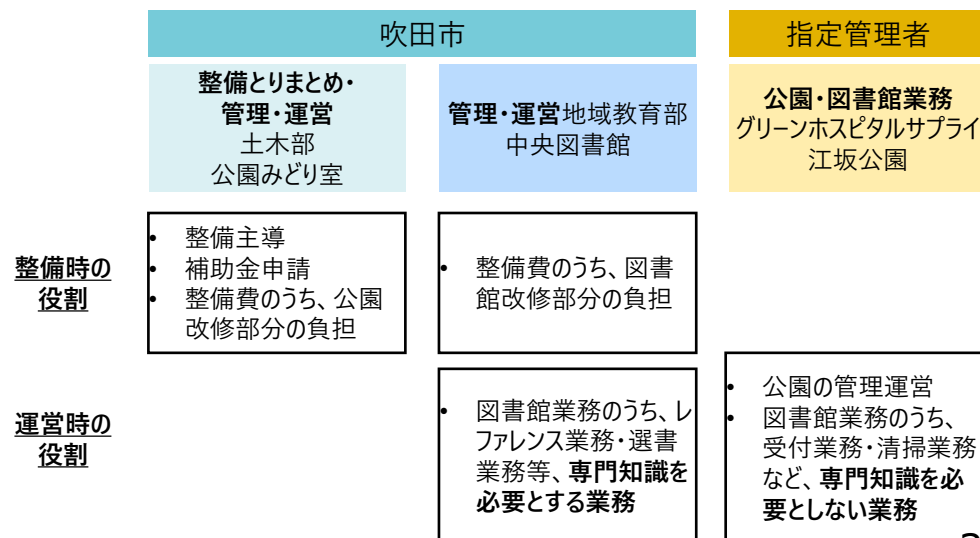 吹田市
指定管理者
整備とりまとめ・
管理・運営
土木部
公園みどり室
管理・運営地域教育部
中央図書館
公園・図書館業務
グリーンホスピタルサプライ
江坂公園
整備時の
役割
• 整備主導
• 補助金申請
• 整備費のうち、公園
改修部分の負担
• 整備費のうち、図書
館改修部分の負担
運営時の
役割
• 図書館業務のうち、レ
ファレンス業務・選書
業務等、専門知識を
必要とする業務
• 公園の管理運営
• 図書館業務のうち、
受付業務・清掃業務
など、専門知識を必
要としない業務